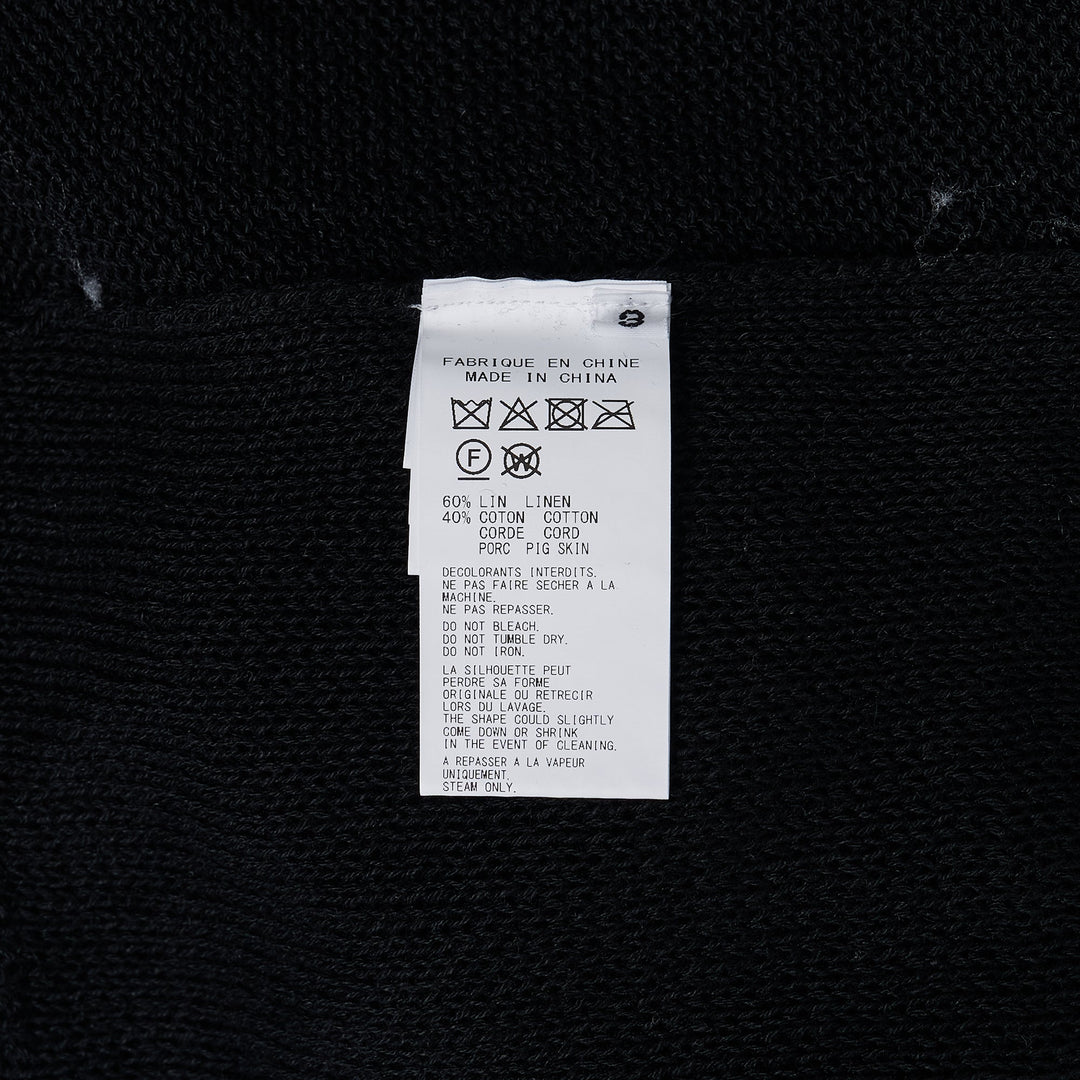 3
FABRIQUE EN CHINE
MADE IN CHINA
F W
60% LIN LINEN
40% COTON COTTON
CORDE CORD
PORC PIG SKIN
DECOLORANTS INTERDITS.
NE PAS FAIRE SECHER A LA
MACHINE.
NE PAS REPASSER.
DO NOT BLEACH.
DO NOT TUMBLE DRY.
DO NOT IRON.
LA SILHOUETTE PEUT
PERDRE SA FORME
ORIGINALE OU RETRECIR
LORS DU LAVAGE.
THE SHAPE COULD SLIGHTLY
COME DOWN OR SHRINK
IN THE EVENT OF CLEANING.
A REPASSER A LA VAPEUR
UNIQUEMENT.
STEAM ONLY.